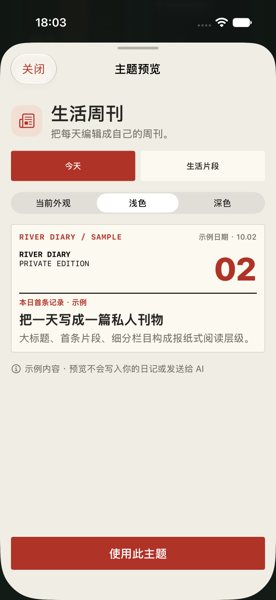 18:03
关闭
主题预览
生活周刊
把每天编辑成自己的周刊。
今天
生活片段
当前外观
浅色
深色
RIVER DIARY / SAMPLE
示例日期 · 10.02
RIVER DIARY
PRIVATE EDITION
02
本日首条记录 · 示例
把一天写成一篇私人刊物
大标题、首条片段、细分栏目构成报纸式阅读层级。
示例内容 · 预览不会写入你的日记或发送给 AI
使用此主题